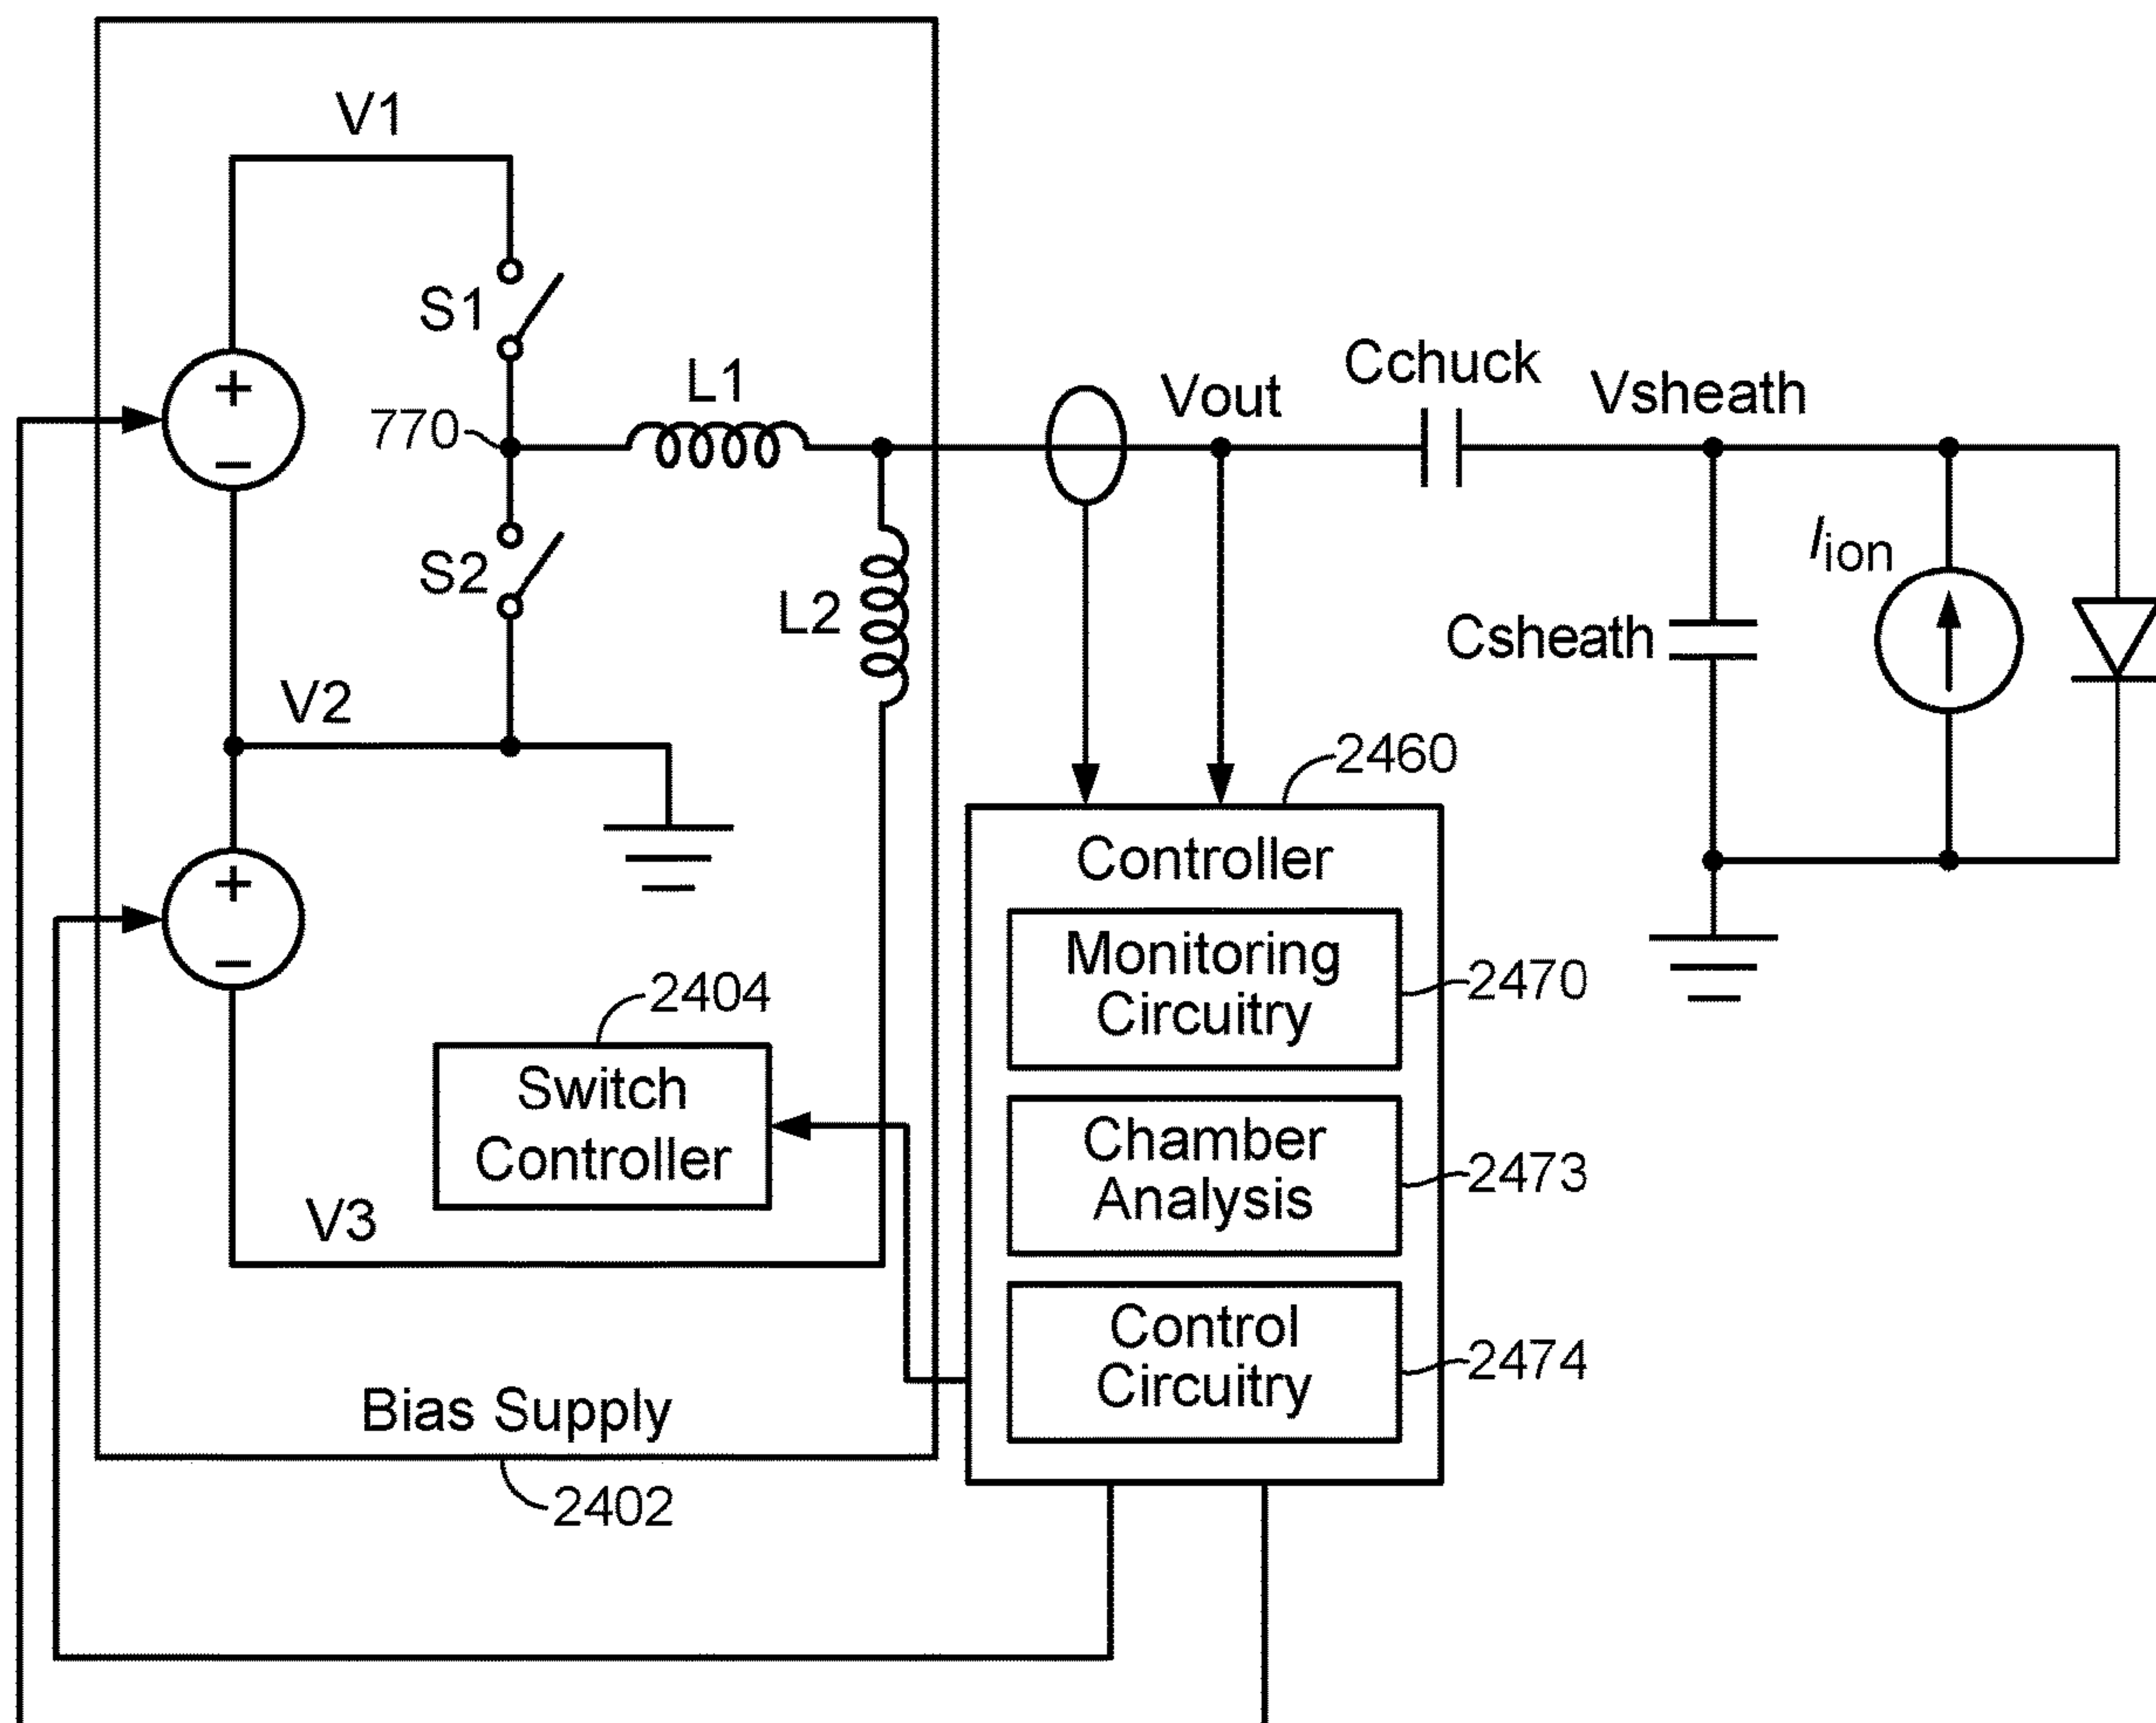 V1
S1
L1
770
Vout
Cchuck
Vsheath
S2
L2
Iion
Csheath
V2
2460
Controller
Monitoring
Circuitry
2470
2404
Switch
Controller
Chamber
Analysis
2473
V3
Control
Circuitry
2474
Bias Supply
2402